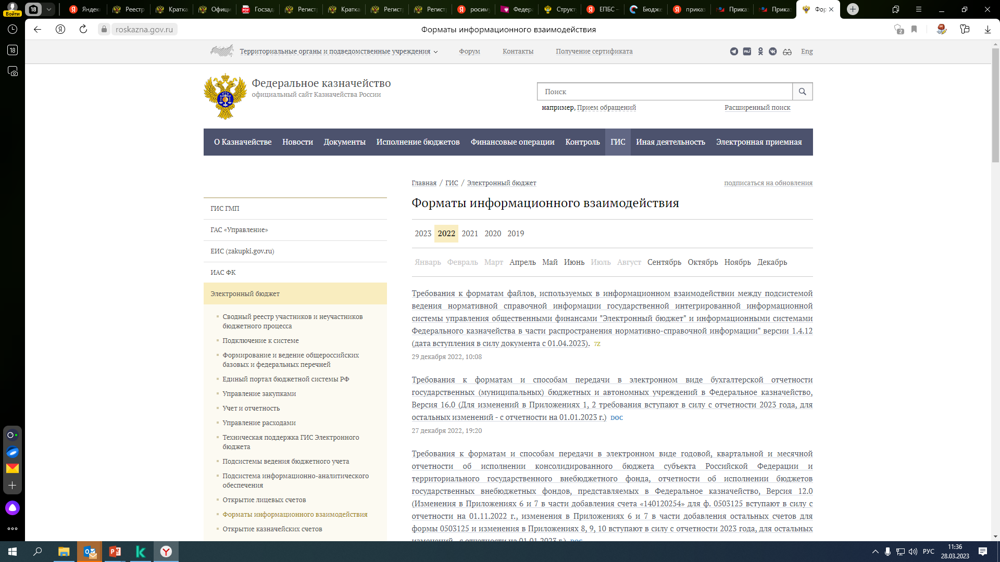 Войти
18
Яндек
Реестр
Кратка
Офици
Госзад
Регист
Кратка
Регист
Регист
росим
Федера
Структ
ЕПБС –
Бюдже
приказ
Прика
Прика
Фор
roskazna.gov.ru
Форматы информационного взаимодействия
2
18
Территориальные органы и подведомственные учреждения
Форум
Контакты
Получение сертификата
Eng
Федеральное казначейство
официальный сайт Казначейства России
Поиск
например, Прием обращений
Расширенный поиск
О Казначействе Новости Документы Исполнение бюджетов Финансовые операции Контроль ГИС Иная деятельность Электронная приемная
Главная / ГИС / Электронный бюджет
подписаться на обновления
ГИС ГМП
ГАС «Управление»
ЕИС (zakupki.gov.ru)
ИАС ФК
Электронный бюджет
Сводный реестр участников и неучастников
бюджетного процесса
Подключение к системе
Формирование и ведение общероссийских
базовых и федеральных перечней
Единый портал бюджетной системы РФ
Управление закупками
Учет и отчетность
Управление расходами
Техническая поддержка ГИС Электронного
бюджета
Подсистемы ведения бюджетного учета
Подсистема информационно-аналитического
обеспечения
Открытие лицевых счетов
Форматы информационного взаимодействия
Открытие казначейских счетов
Форматы информационного взаимодействия
2023 2022 2021 2020 2019
Январь Февраль Март Апрель Май Июнь Июль Август Сентябрь Октябрь Ноябрь Декабрь
Требования к форматам файлов, используемых в информационном взаимодействии между подсистемой
ведения нормативной справочной информации государственной интегрированной информационной
системы управления общественными финансами "Электронный бюджет" и информационными системами
Федерального казначейства в части распространения нормативно-справочной информации" версии 1.4.12
(дата вступления в силу документа с 01.04.2023). 7Z
29 декабря 2022, 10:08
Требования к форматам и способам передачи в электронном виде бухгалтерской отчетности
государственных (муниципальных) бюджетных и автономных учреждений в Федеральное казначейство,
Версия 16.0 (Для изменений в Приложениях 1, 2 требования вступают в силу с отчетности 2023 года, для
остальных изменений - с отчетности на 01.01.2023 г.) DOC
27 декабря 2022, 19:20
Требования к форматам и способам передачи в электронном виде годовой, квартальной и месячной
отчетности об исполнении консолидированного бюджета субъекта Российской Федерации и
территориального государственного внебюджетного фонда, отчетности об исполнении бюджетов
государственных внебюджетных фондов, представляемых в Федеральное казначейство, Версия 12.0
(Изменения в Приложениях 6 и 7 в части добавления счета «140120254» для ф. 0503125 вступают в силу с
отчетности на 01.11.2022 г., изменения в Приложениях 6 и 7 в части добавления остальных счетов для
формы 0503125 и изменения в Приложениях 8, 9, 10 вступают в силу с отчетности 2023 года, для остальных
изменений - с отчетности на 01.01.2023 г.) DOC
РУС
11:36
28.03.2023